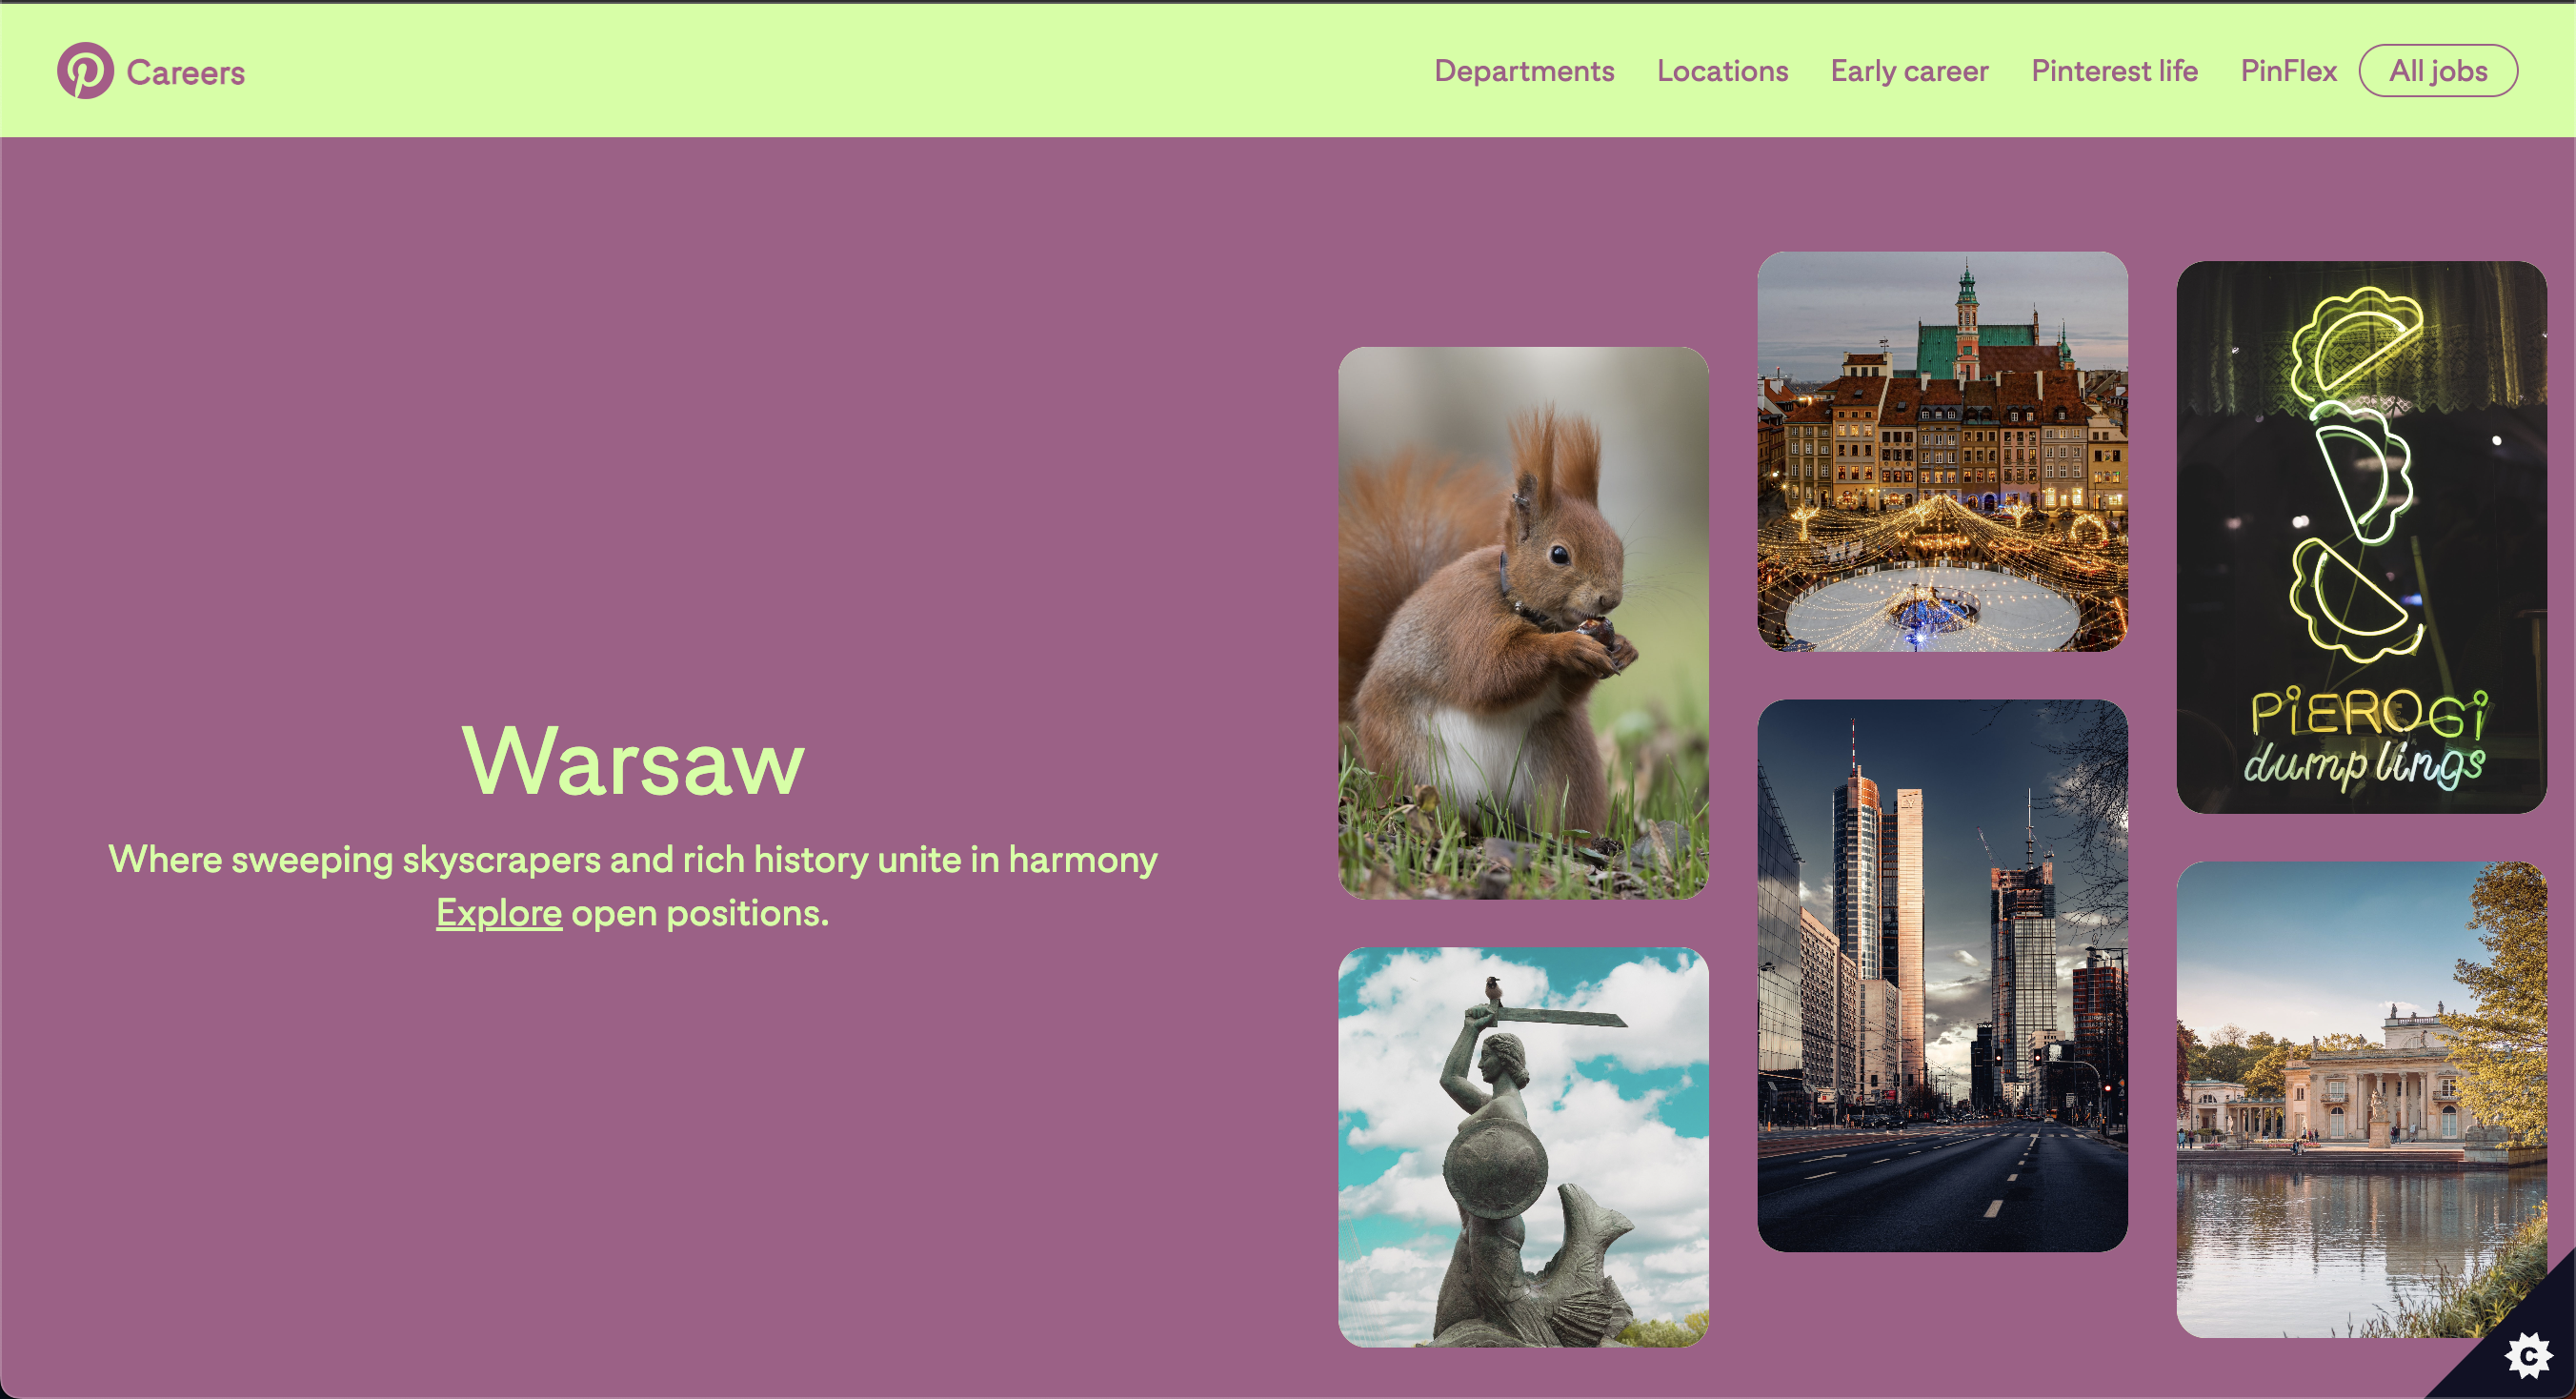 Careers
Departments
Locations
Early career
Pinterest life
PinFlex
All jobs
Warsaw
Where sweeping skyscrapers and rich history unite in harmony
Explore open positions.
PiEROGi
dumplings
C